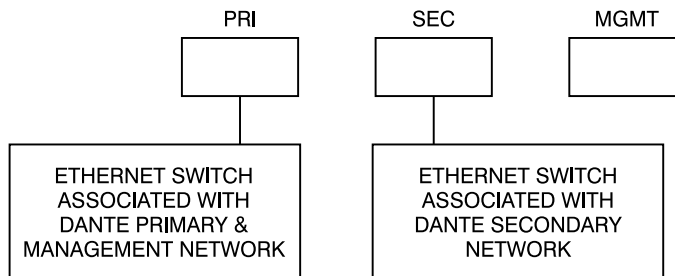 PRI
SEC
MGMT
ETHERNET SWITCH
ASSOCIATED WITH
DANTE PRIMARY &
MANAGEMENT NETWORK
ETHERNET SWITCH
ASSOCIATED WITH
DANTE SECONDARY
NETWORK